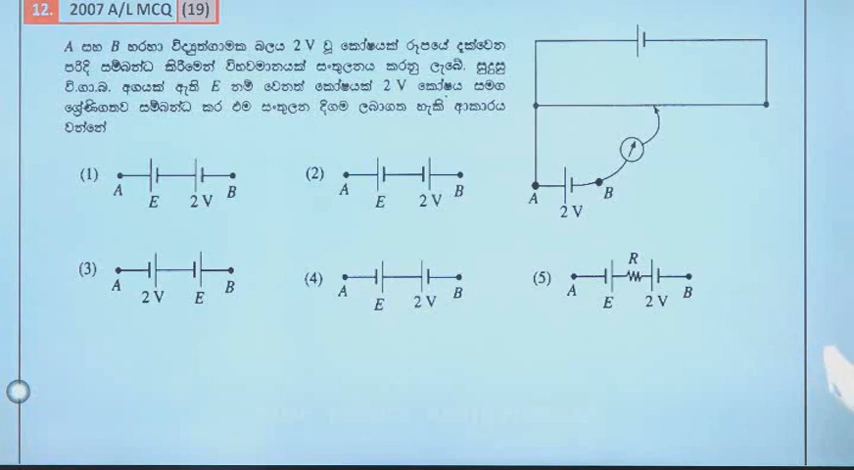 12. 2007 A/L MCQ (19)
A සහ B හරහා විද්‍යුත්ගාමක බලය 2 V වූ කෝෂයක් රූපයේ දක්වෙන
පරිදි සම්බන්ධ කිරීමෙන් විභවමානයක් සංතුලනය කරනු ලැබේ. සුදුසු
වි.ගා.බ. අගයක් ඇති E නම් වෙනත් කෝෂයක් 2 V කෝෂය සමග
ශ්‍රේණිගතව සම්බන්ධ කර එම සංතුලන දිගම ලබාගත හැකි ආකාරය
වන්නේ
A B
2 V
(1) A E 2 V B
(2) A E 2 V B
(3) A 2 V E B
(4) A E 2 V B
(5) A E R 2 V B